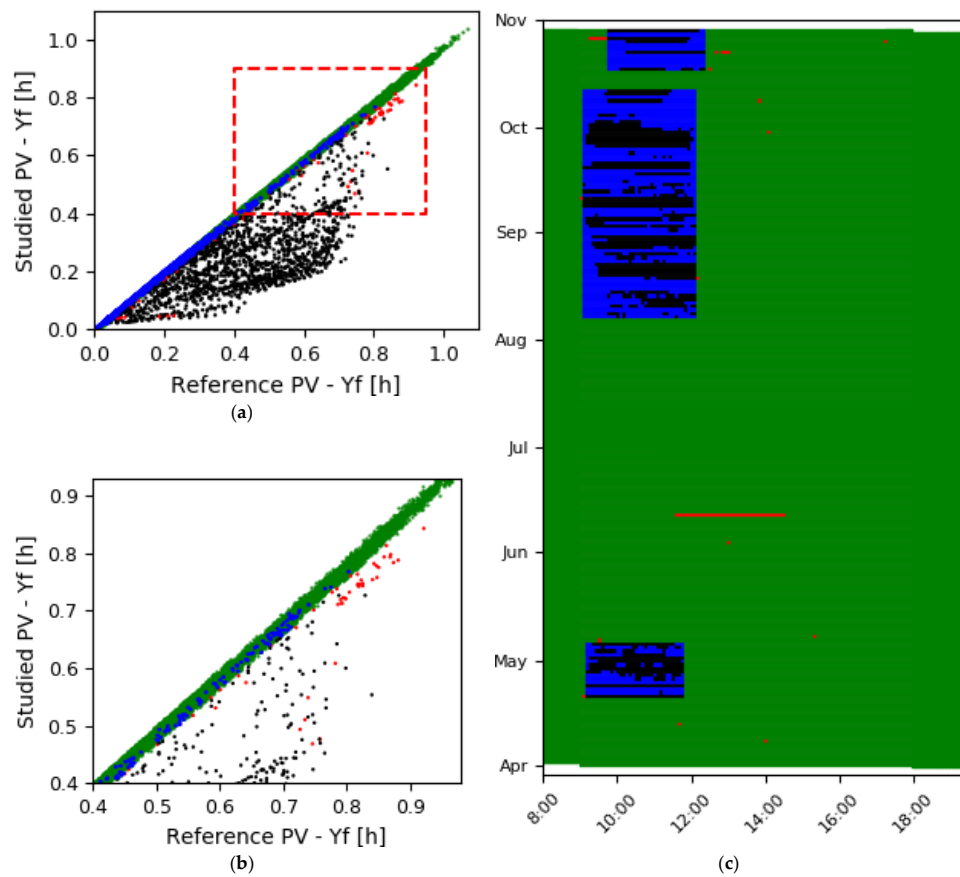 1.0
0.8
0.6
0.4
0.2
0.0
Studied PV - Yf [h]
0.0 0.2 0.4 0.6 0.8 1.0
Reference PV - Yf [h]
(a)
0.9
0.8
0.7
0.6
0.5
0.4
Studied PV - Yf [h]
0.4 0.5 0.6 0.7 0.8 0.9
Reference PV - Yf [h]
(b)
Nov
Oct
Sep
Aug
Jul
Jun
May
Apr
8:00 10:00 12:00 14:00 16:00 18:00
(c)